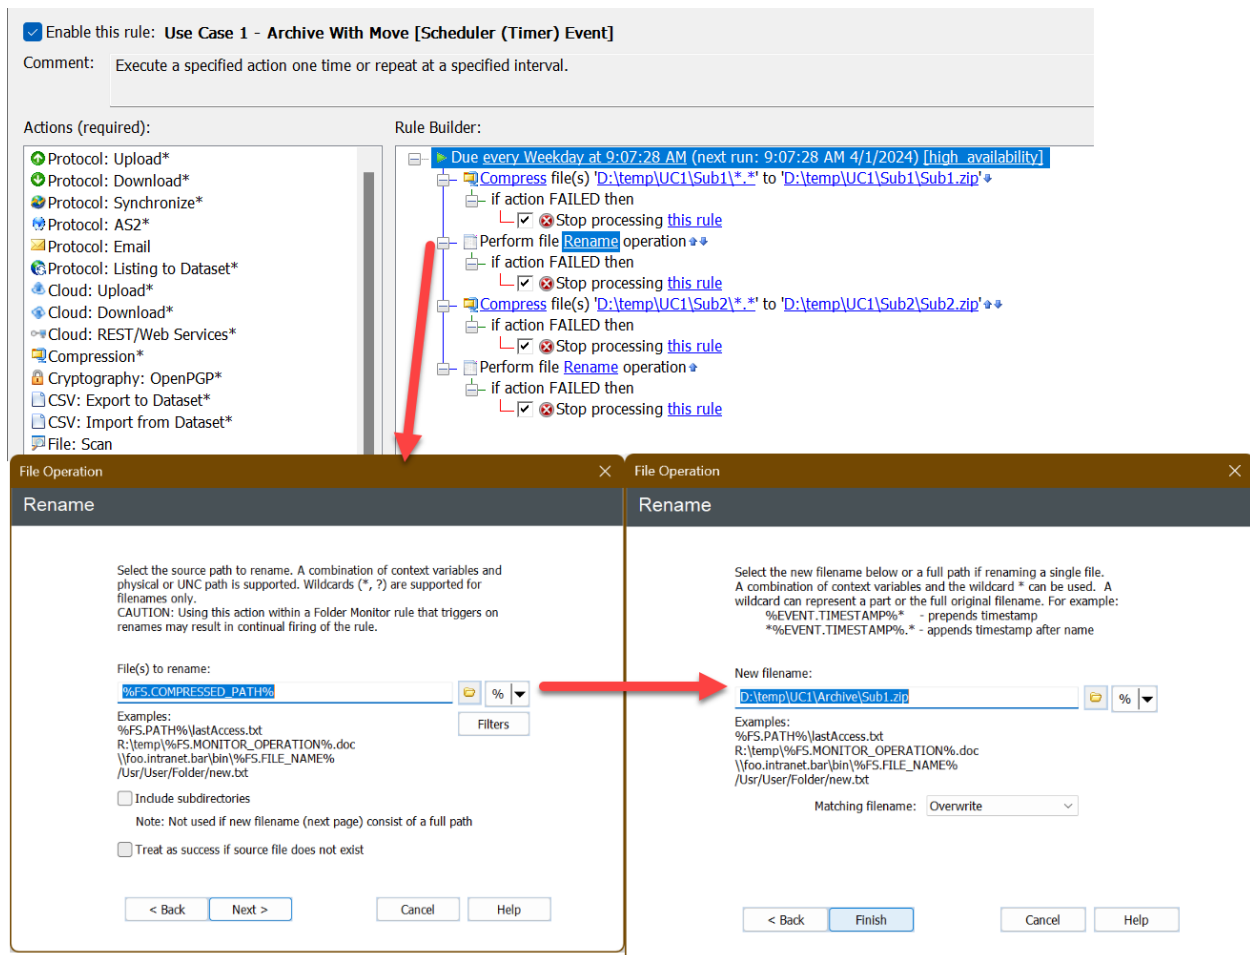 Enable this rule: Use Case 1 - Archive With Move [Scheduler (Timer) Event]
Comment: Execute a specified action one time or repeat at a specified interval.
Actions (required):
Protocol: Upload*
Protocol: Download*
Protocol: Synchronize*
Protocol: AS2*
Protocol: Email
Protocol: Listing to Dataset*
Cloud: Upload*
Cloud: Download*
Cloud: REST/Web Services*
Compression*
Cryptography: OpenPGP*
CSV: Export to Dataset*
CSV: Import from Dataset*
File: Scan
Rule Builder:
Due every Weekday at 9:07:28 AM (next run: 9:07:28 AM 4/1/2024) [high_availability]
Compress file(s) 'D:\temp\UC1\Sub1\*.*' to 'D:\temp\UC1\Sub1\Sub1.zip'
if action FAILED then
Stop processing this rule
Perform file Rename operation
if action FAILED then
Stop processing this rule
Compress file(s) 'D:\temp\UC1\Sub2\*.*' to 'D:\temp\UC1\Sub2\Sub2.zip'
if action FAILED then
Stop processing this rule
Perform file Rename operation
if action FAILED then
Stop processing this rule
File Operation
Rename
Select the source path to rename. A combination of context variables and
physical or UNC path is supported. Wildcards (*, ?) are supported for
filenames only.
CAUTION: Using this action within a Folder Monitor rule that triggers on
renames may result in continual firing of the rule.
File(s) to rename:
%FS.COMPRESSED_PATH%
%
Examples:
%FS.PATH%\lastAccess.txt
R:\temp\%FS.MONITOR_OPERATION%.doc
\\foo.intranet.bar\bin\%FS.FILE_NAME%
/Usr/User/Folder/new.txt
Filters
Include subdirectories
Note: Not used if new filename (next page) consist of a full path
Treat as success if source file does not exist
< Back
Next >
Cancel
Help
File Operation
Rename
Select the new filename below or a full path if renaming a single file.
A combination of context variables and the wildcard * can be used. A
wildcard can represent a part or the full original filename. For example:
%EVENT.TIMESTAMP%* - prepends timestamp
*%EVENT.TIMESTAMP%.* - appends timestamp after name
New filename:
D:\temp\UC1\Archive\Sub1.zip
%
Examples:
%FS.PATH%\lastAccess.txt
R:\temp\%FS.MONITOR_OPERATION%.doc
\\foo.intranet.bar\bin\%FS.FILE_NAME%
/Usr/User/Folder/new.txt
Matching filename: Overwrite
< Back
Finish
Cancel
Help